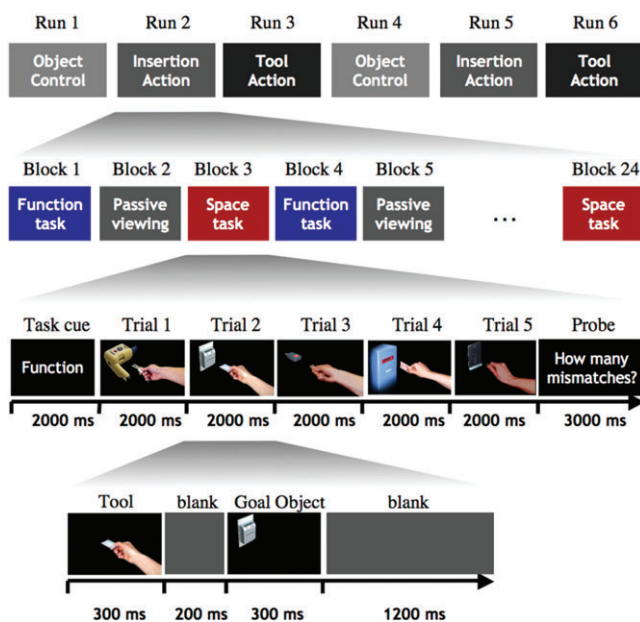 Run 1 Run 2 Run 3 Run 4 Run 5 Run 6
Object Insertion Tool Object Insertion Tool
Control Action Action Control Action Action
Block 1 Block 2 Block 3 Block 4 Block 5 Block 24
Function Passive Space Function Passive ... Space
task viewing task task viewing task
Task cue Trial 1 Trial 2 Trial 3 Trial 4 Trial 5 Probe
Function How many
mismatches?
2000 ms 2000 ms 2000 ms 2000 ms 2000 ms 2000 ms 3000 ms
Tool blank Goal Object blank
300 ms 200 ms 300 ms 1200 ms